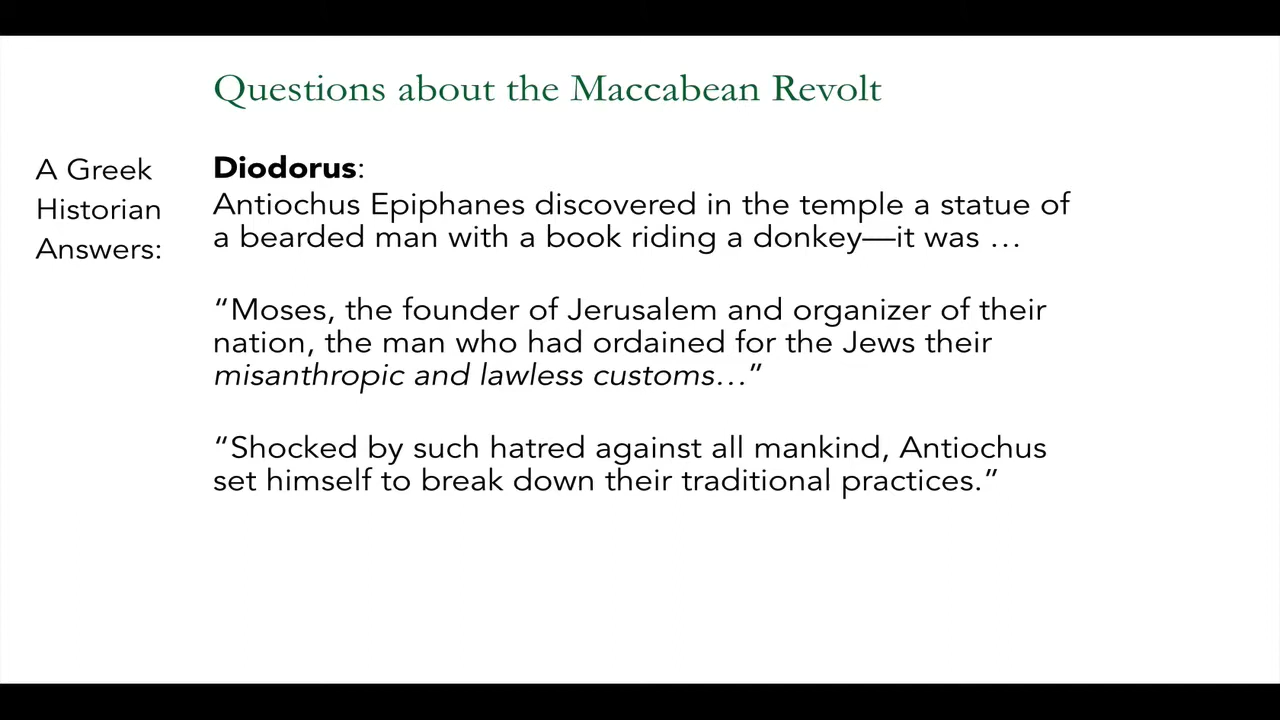 Questions about the Maccabean Revolt
A Greek
Historian
Answers:
Diodorus:
Antiochus Epiphanes discovered in the temple a statue of
a bearded man with a book riding a donkey—it was …
“Moses, the founder of Jerusalem and organizer of their
nation, the man who had ordained for the Jews their
misanthropic and lawless customs…”
“Shocked by such hatred against all mankind, Antiochus
set himself to break down their traditional practices.”